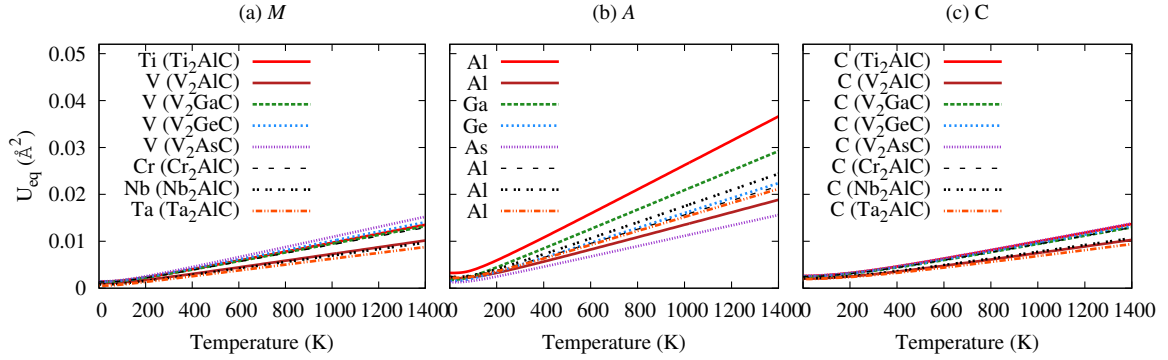 (a) M
(b) A
(c) C
U_eq (Å²)
0.05
0.04
0.03
0.02
0.01
0
Ti (Ti₂AlC)
V (V₂AlC)
V (V₂GaC)
V (V₂GeC)
V (V₂AsC)
Cr (Cr₂AlC)
Nb (Nb₂AlC)
Ta (Ta₂AlC)
0 200 400 600 800 1000 1200 1400
Temperature (K)
Al
Al
Ga
Ge
As
Al
Al
Al
0 200 400 600 800 1000 1200 1400
Temperature (K)
C (Ti₂AlC)
C (V₂AlC)
C (V₂GaC)
C (V₂GeC)
C (V₂AsC)
C (Cr₂AlC)
C (Nb₂AlC)
C (Ta₂AlC)
0 200 400 600 800 1000 1200 1400
Temperature (K)